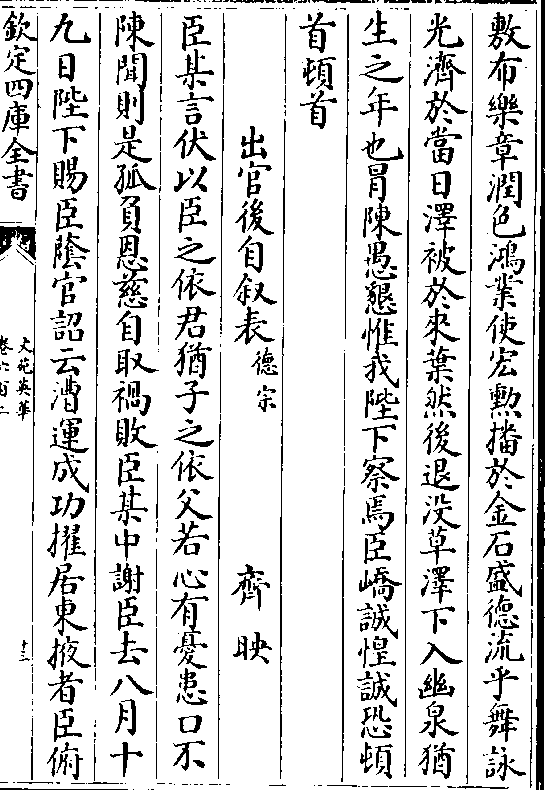 敷布樂章潤色鴻業使宏勲播於金石盛德流乎舞詠
光濟於當日澤被於來葉然後退没草澤下入幽泉猶
生之年也冒陳愚懇惟我陛下察焉臣嶠誠惶誠恐頓
首頓首
出官後自叙表德宗 齊映
臣某言伏以臣之依君猶子之依父若心有憂患口不
陳聞則是孤負恩慈自取禍敗臣某中謝臣去八月十
九日陛下賜臣隂官詔云漕運成功擢居東掖者臣俯
欽定四庫全書
文苑英華
卷六百二
十三